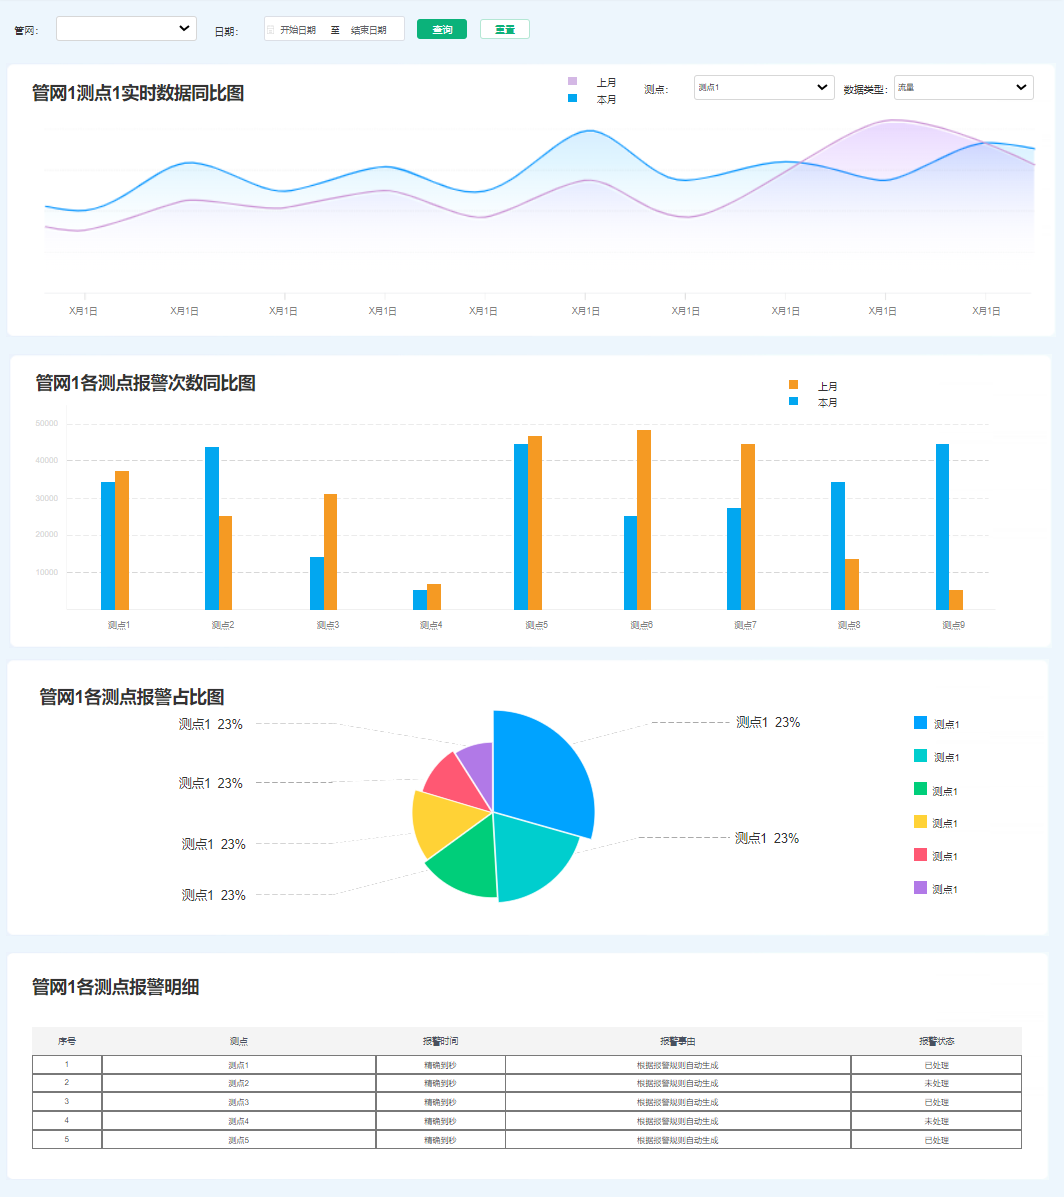 管网: 日期: 开始日期 至 结束日期 查询 重置
管网1测点1实时数据同比图
上月
本月
测点: 测点1 数据类型: 流量
X月1日 X月1日 X月1日 X月1日 X月1日 X月1日 X月1日 X月1日 X月1日 X月1日
管网1各测点报警次数同比图
上月
本月
50000
40000
30000
20000
10000
测点1 测点2 测点3 测点4 测点5 测点6 测点7 测点8 测点9
管网1各测点报警占比图
测点1 23%
测点1 23%
测点1 23%
测点1 23%
测点1 23%
测点1 23%
测点1
测点1
测点1
测点1
测点1
测点1
管网1各测点报警明细
序号 测点 报警时间 报警事由 报警状态
1 测点1 精确到秒 根据报警规则自动生成 已处理
2 测点2 精确到秒 根据报警规则自动生成 未处理
3 测点3 精确到秒 根据报警规则自动生成 已处理
4 测点4 精确到秒 根据报警规则自动生成 未处理
5 测点5 精确到秒 根据报警规则自动生成 已处理